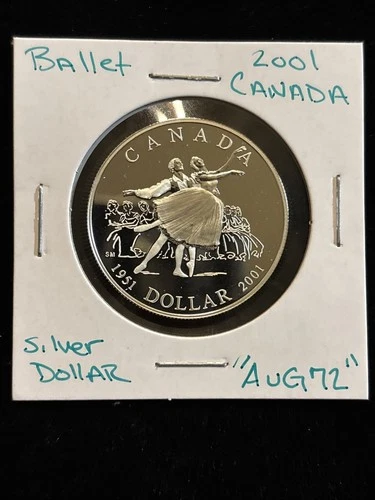 Ballet
2001
CANADA
CANADA
SM
1951 DOLLAR 2001
Silver
DOLLAR
"AUG72"